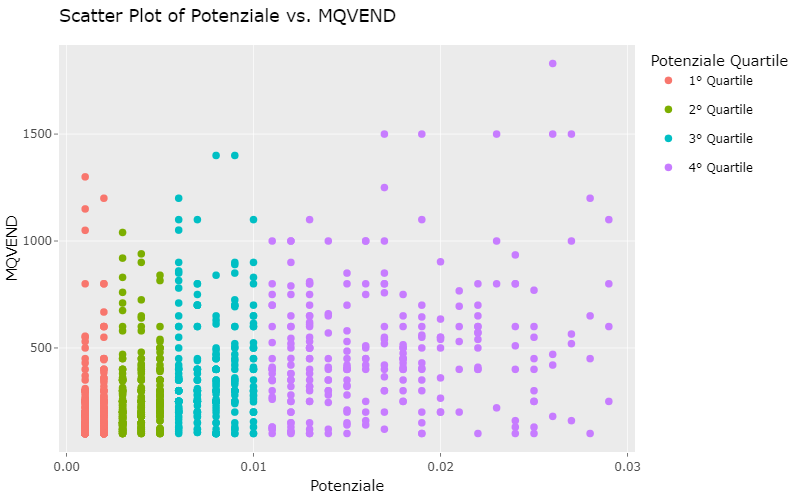 Scatter Plot of Potenziale vs. MQVEND
Potenziale Quartile
1° Quartile
2° Quartile
3° Quartile
4° Quartile
MQVEND
1500
1000
500
0.00
0.01
0.02
0.03
Potenziale